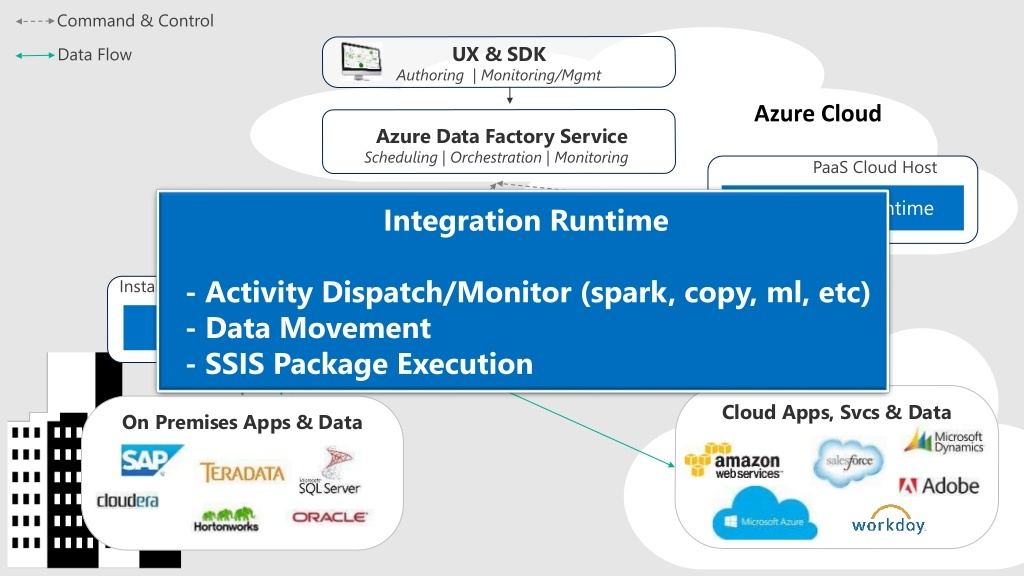 Command & Control
Data Flow
UX & SDK
Authoring | Monitoring/Mgmt
Azure Cloud
Azure Data Factory Service
Scheduling | Orchestration | Monitoring
PaaS Cloud Host
ntime
Integration Runtime
Insta
- Activity Dispatch/Monitor (spark, copy, ml, etc)
- Data Movement
- SSIS Package Execution
On Premises Apps & Data
SAP
TERADATA
Microsoft
SQL Server
cloudera
Hortonworks
ORACLE
Cloud Apps, Svcs & Data
amazon
webservices
salesforce
Microsoft
Dynamics
Adobe
Microsoft Azure
workday